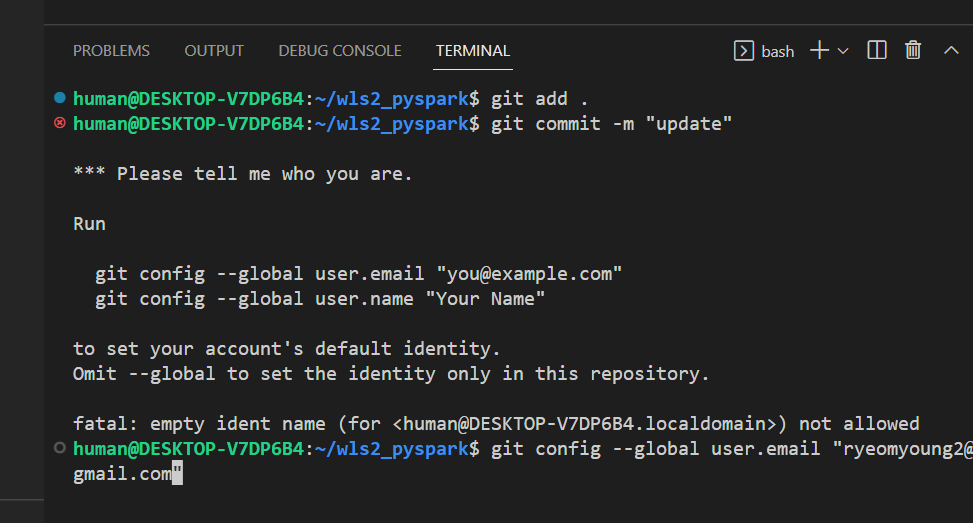 PROBLEMS OUTPUT DEBUG CONSOLE TERMINAL bash
human@DESKTOP-V7DP6B4:~/wls2_pyspark$ git add .
human@DESKTOP-V7DP6B4:~/wls2_pyspark$ git commit -m "update"
*** Please tell me who you are.
Run
git config --global user.email "you@example.com"
git config --global user.name "Your Name"
to set your account's default identity.
Omit --global to set the identity only in this repository.
fatal: empty ident name (for <human@DESKTOP-V7DP6B4.localdomain>) not allowed
human@DESKTOP-V7DP6B4:~/wls2_pyspark$ git config --global user.email "ryeomyoung2@
gmail.com"